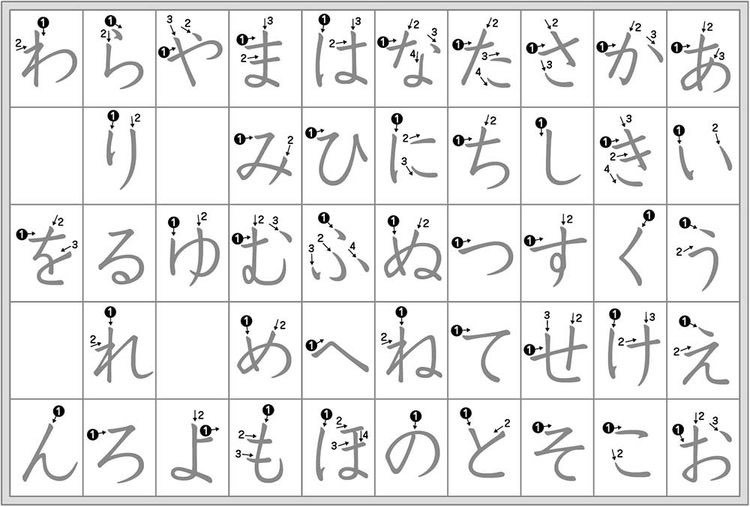 あいうえお
かきくけこ
さしすせそ
たちつてと
なにぬねの
はひふへほ
まみむめも
やゆよ
らりるれろ
わをん